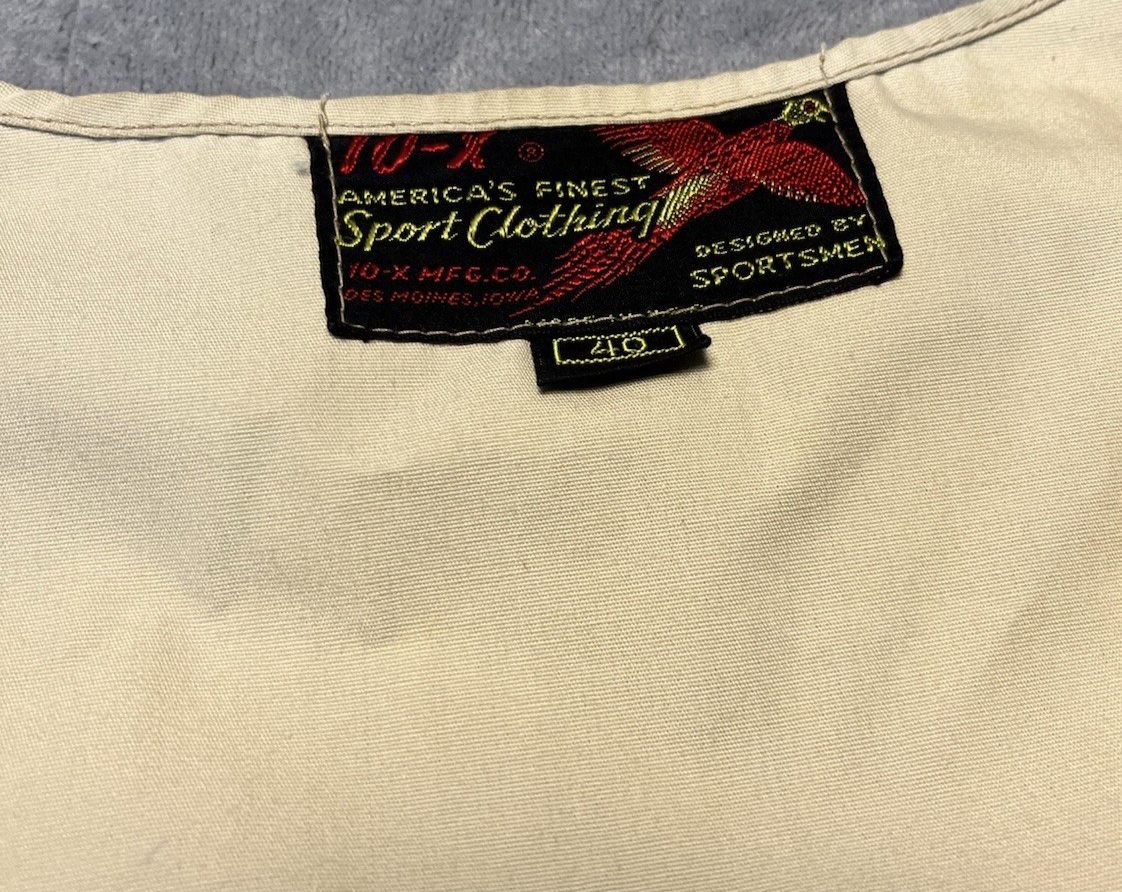 10-X ®
AMERICA'S FINEST
Sport Clothing
10-X MFG.CO.
DES MOINES, IOWA
DESIGNED BY
SPORTSMEN
40